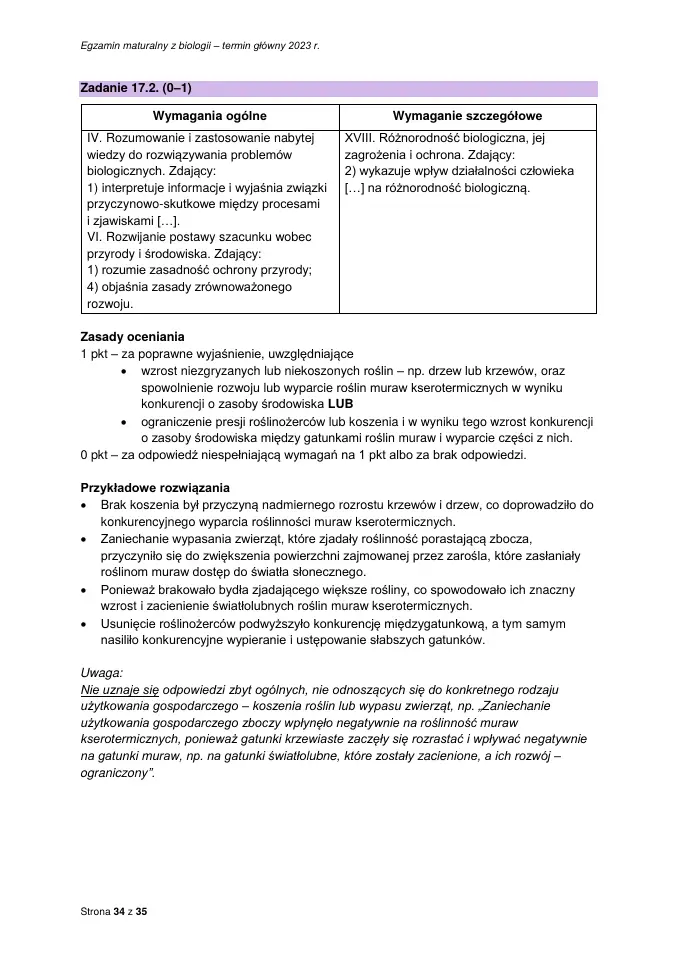 Egzamin maturalny z biologii – termin główny 2023 r.
Zadanie 17.2. (0–1)
Wymagania ogólne
IV. Rozumowanie i zastosowanie nabytej
wiedzy do rozwiązywania problemów
biologicznych. Zdający:
1) interpretuje informacje i wyjaśnia związki
przyczynowo-skutkowe między procesami
i zjawiskami […].
VI. Rozwijanie postawy szacunku wobec
przyrody i środowiska. Zdający:
1) rozumie zasadność ochrony przyrody;
4) objaśnia zasady zrównoważonego
rozwoju.
Wymaganie szczegółowe
XVIII. Różnorodność biologiczna, jej
zagrożenia i ochrona. Zdający:
2) wykazuje wpływ działalności człowieka
[…] na różnorodność biologiczną.
Zasady oceniania
1 pkt – za poprawne wyjaśnienie, uwzględniające
• wzrost niezgryzanych lub niekoszonych roślin – np. drzew lub krzewów, oraz
spowolnienie rozwoju lub wyparcie roślin muraw kserotermicznych w wyniku
konkurencji o zasoby środowiska LUB
• ograniczenie presji roślinożerców lub koszenia i w wyniku tego wzrost konkurencji
o zasoby środowiska między gatunkami roślin muraw i wyparcie części z nich.
0 pkt – za odpowiedź niespełniającą wymagań na 1 pkt albo za brak odpowiedzi.
Przykładowe rozwiązania
• Brak koszenia był przyczyną nadmiernego rozrostu krzewów i drzew, co doprowadziło do
konkurencyjnego wyparcia roślinności muraw kserotermicznych.
• Zaniechanie wypasania zwierząt, które zjadały roślinność porastającą zbocza,
przyczyniło się do zwiększenia powierzchni zajmowanej przez zarośla, które zasłaniały
roślinom muraw dostęp do światła słonecznego.
• Ponieważ brakowało bydła zjadającego większe rośliny, co spowodowało ich znaczny
wzrost i zacienienie światłolubnych roślin muraw kserotermicznych.
• Usunięcie roślinożerców podwyższyło konkurencję międzygatunkową, a tym samym
nasiliło konkurencyjne wypieranie i ustępowanie słabszych gatunków.
Uwaga:
Nie uznaje się odpowiedzi zbyt ogólnych, nie odnoszących się do konkretnego rodzaju
użytkowania gospodarczego – koszenia roślin lub wypasu zwierząt, np. „Zaniechanie
użytkowania gospodarczego zboczy wpłynęło negatywnie na roślinność muraw
kserotermicznych, ponieważ gatunki krzewiaste zaczęły się rozrastać i wpływać negatywnie
na gatunki muraw, np. na gatunki światłolubne, które zostały zacienione, a ich rozwój –
ograniczony”.
Strona 34 z 35